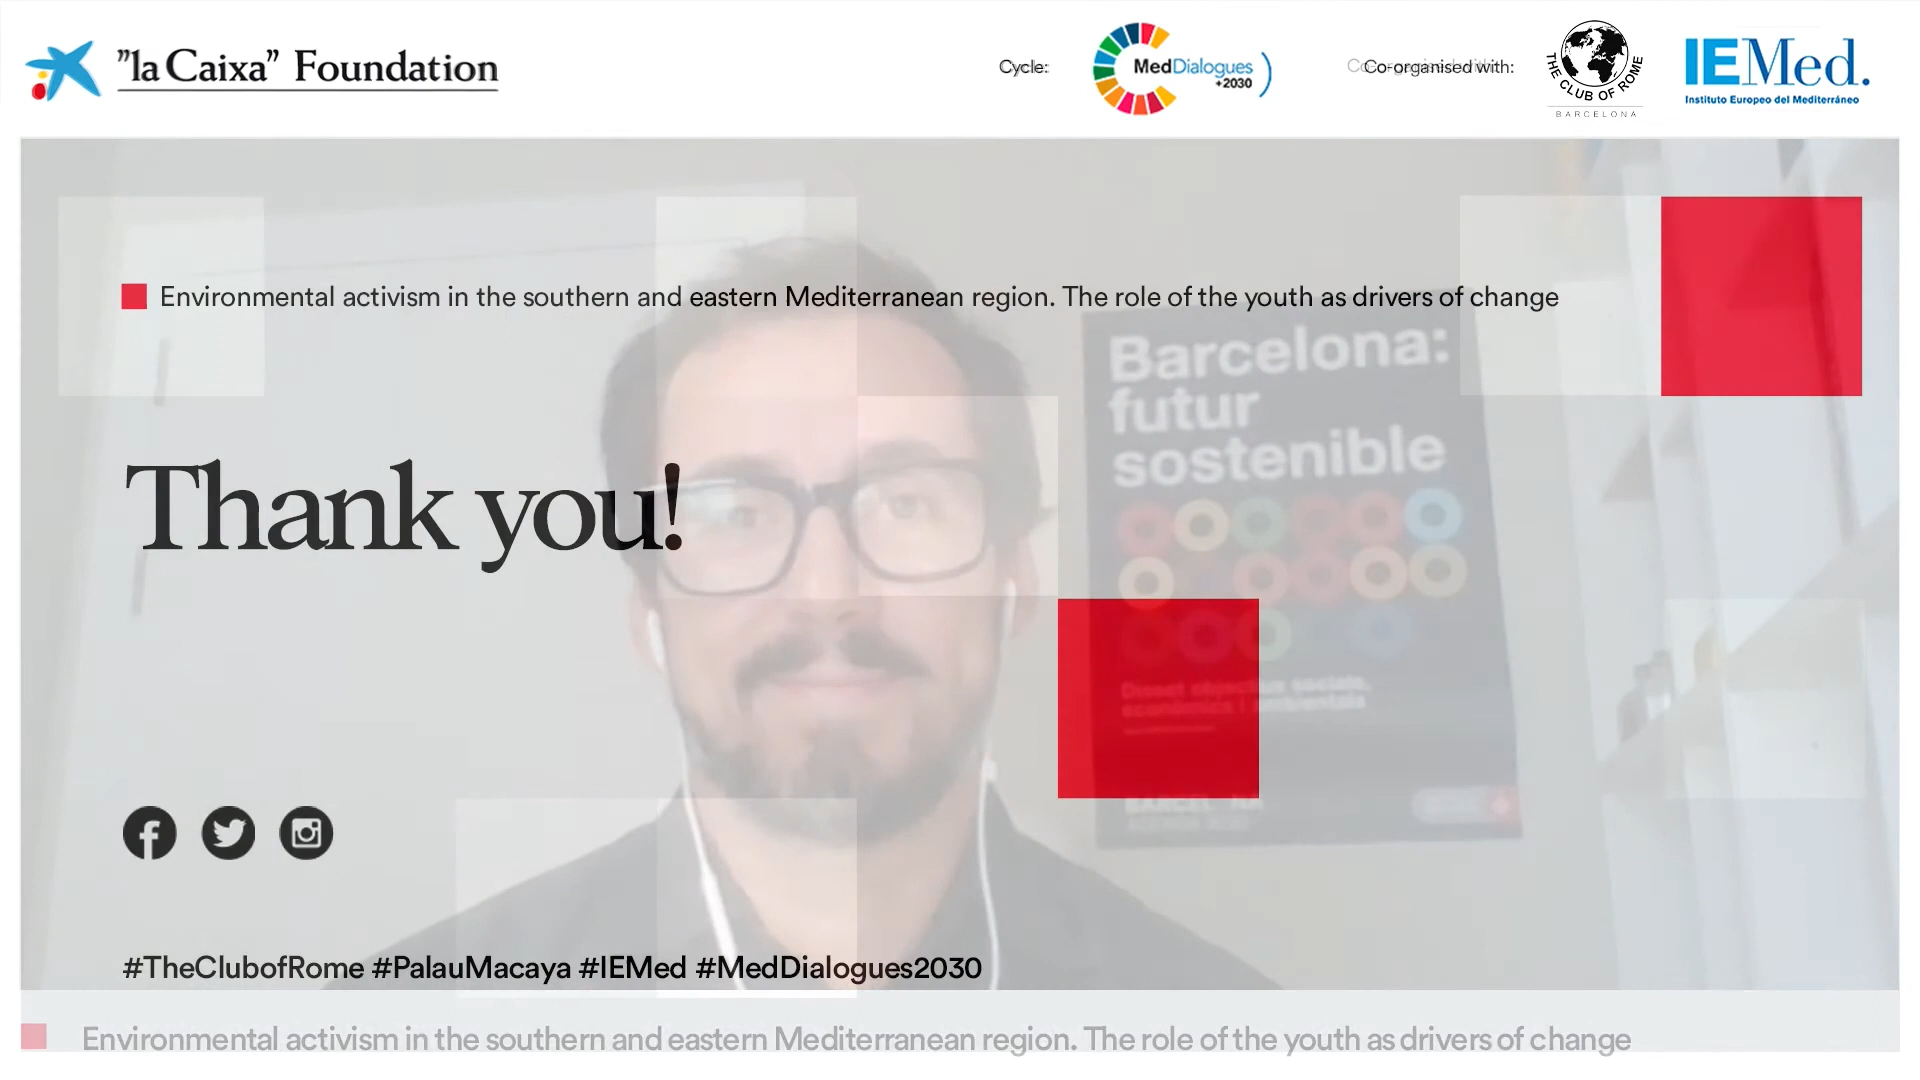 "la Caixa" Foundation
Cycle:
MedDialogues
+2030
Co-organised with:
THE CLUB OF ROME
BARCELONA
IEMed.
Instituto Europeo del Mediterráneo
Environmental activism in the southern and eastern Mediterranean region. The role of the youth as drivers of change
Barcelona:
futur
sostenible
Thank you!
#TheClubofRome #PalauMacaya #IEMed #MedDialogues2030
Environmental activism in the southern and eastern Mediterranean region. The role of the youth as drivers of change